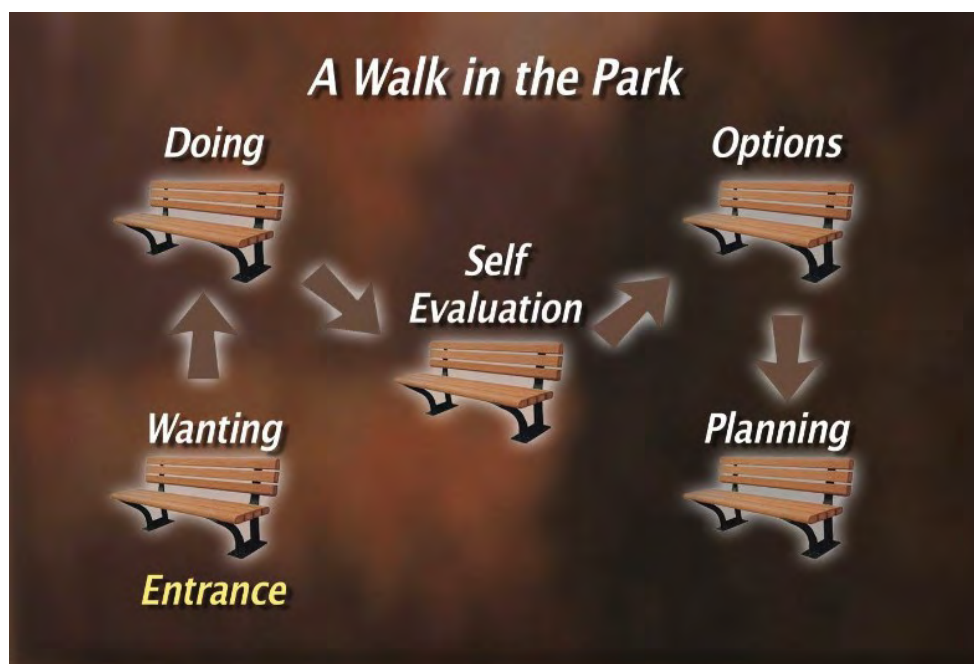 A Walk in the Park
Doing
Options
Self
Evaluation
Wanting
Planning
Entrance